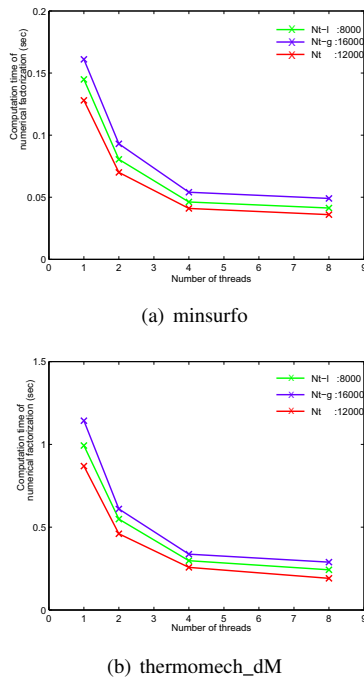 0.2
0.15
0.1
0.05
0
Computation time of
numerical factorization (sec)
Nt-l :8000
Nt-g :16000
Nt :12000
0 1 2 3 4 5 6 7 8 9
Number of threads
(a) minsurfo
1.5
1
0.5
0
Computation time of
numerical factorization (sec)
Nt-l :8000
Nt-g :16000
Nt :12000
0 1 2 3 4 5 6 7 8 9
Number of threads
(b) thermomech_dM